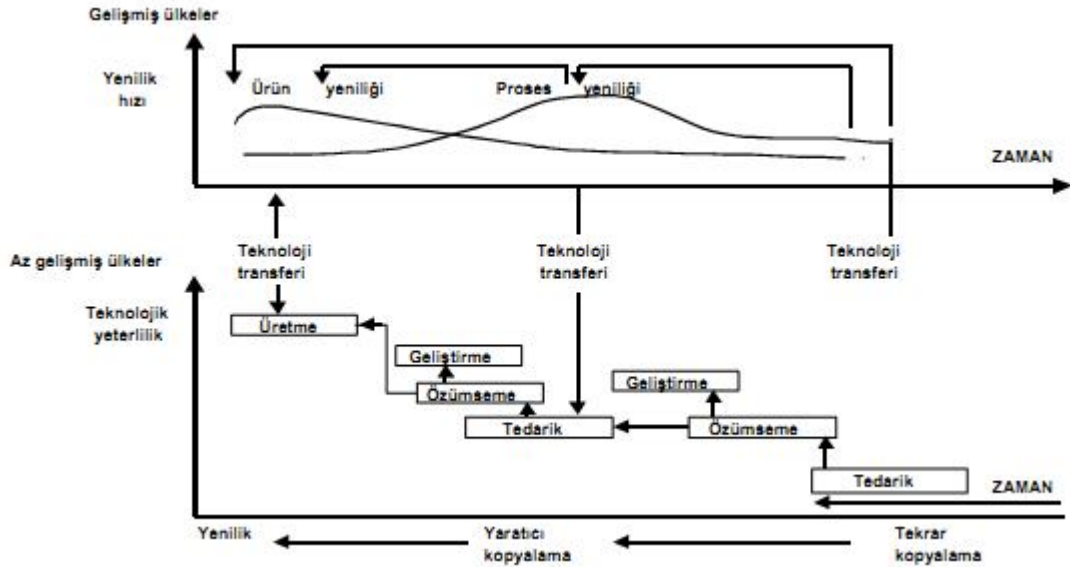 Gelişmiş ülkeler
Yenilik
hızı
Ürün yeniliği Proses yeniliği
ZAMAN
Teknoloji
transferi
Teknoloji
transferi
Teknoloji
transferi
Az gelişmiş ülkeler
Teknolojik
yeterlilik
Üretme
Geliştirme
Özümseme
Tedarik
Geliştirme
Özümseme
Tedarik
ZAMAN
Yenilik
Yaratıcı
kopyalama
Tekrar
kopyalama